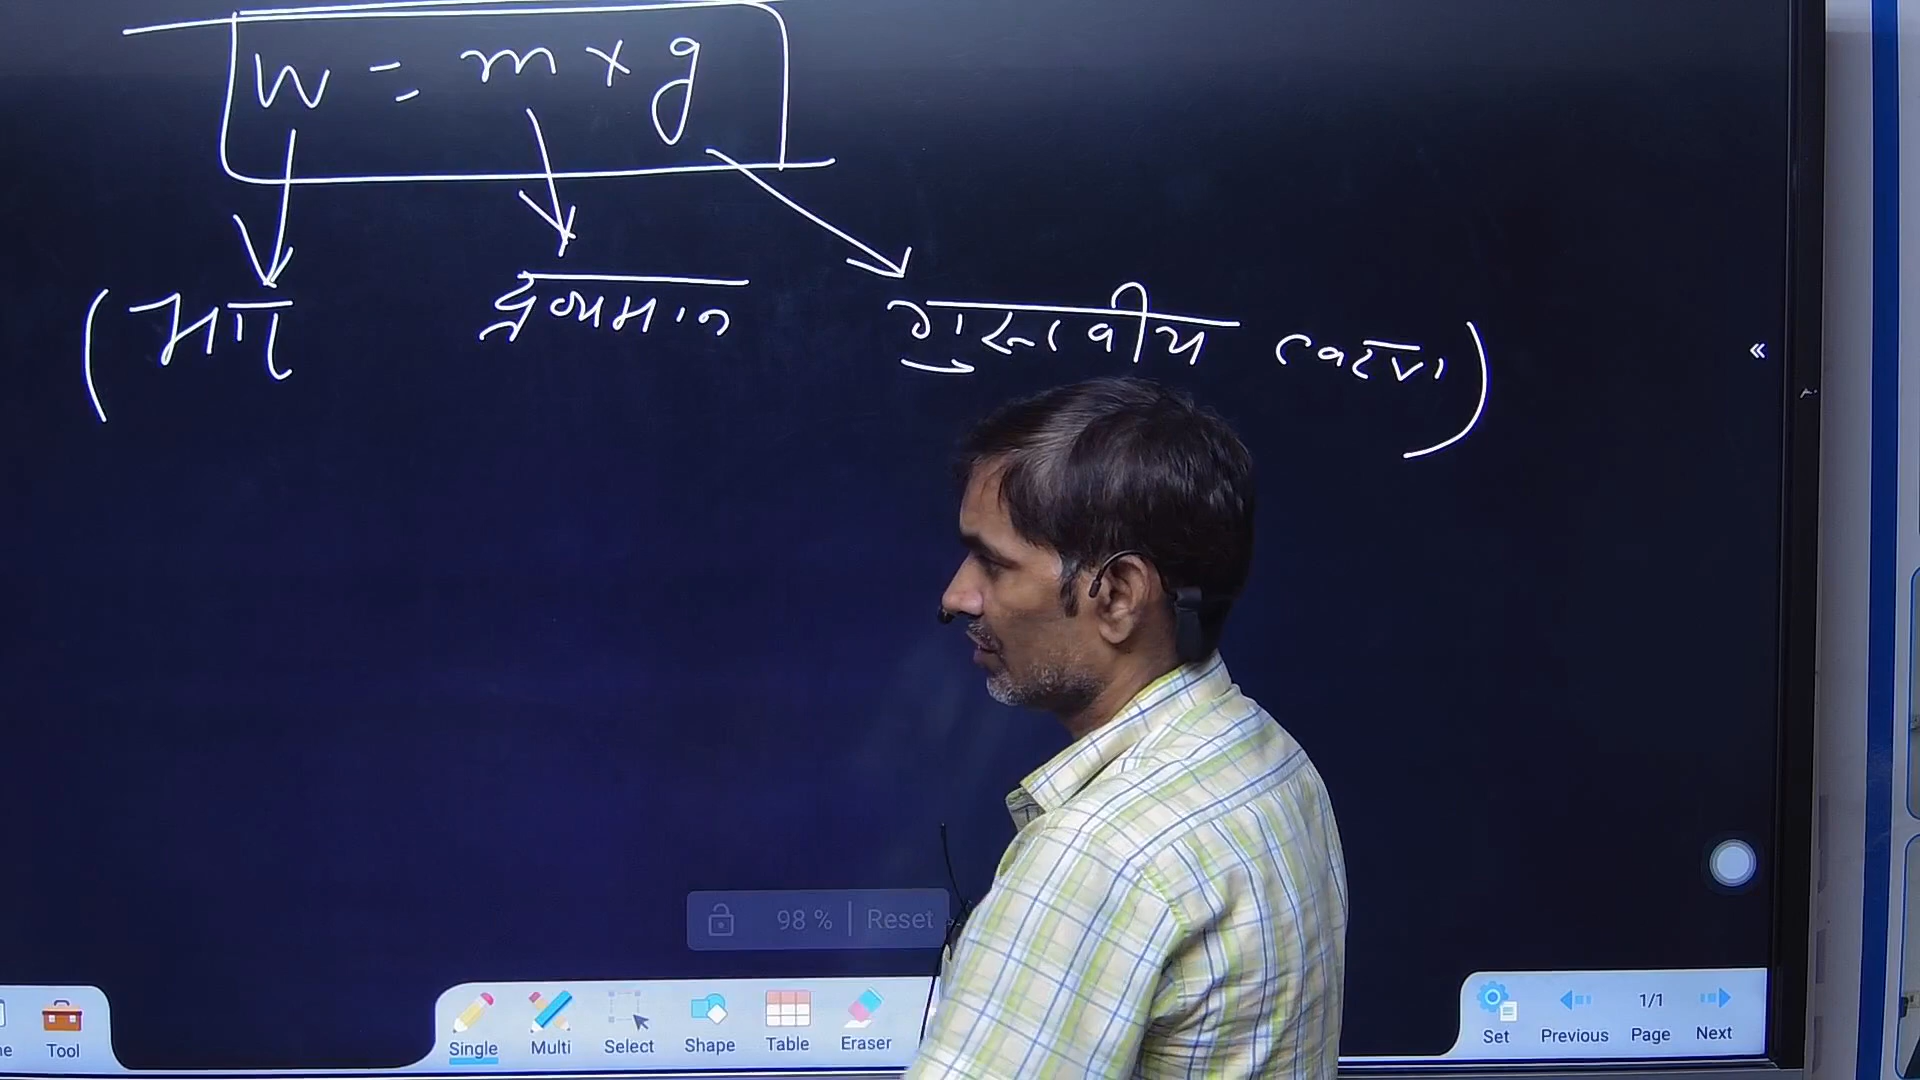 W = m × g
(भार द्रव्यमान गुरुत्वीय त्वरण)
«
98 % | Reset
Tool Single Multi Select Shape Table Eraser Set Previous 1/1 Page Next